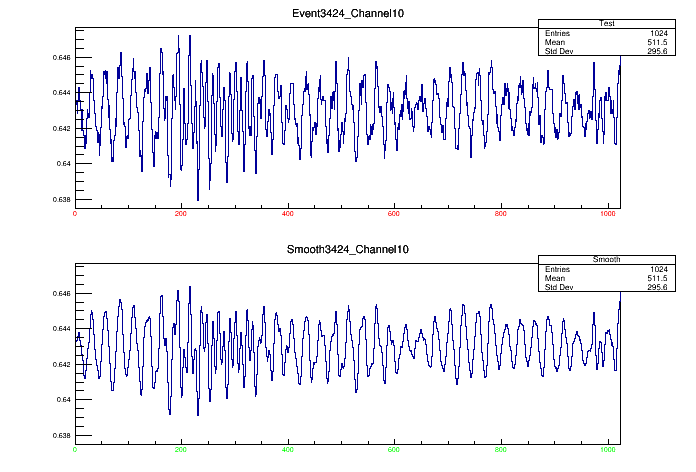 Event3424_Channel10
Test
Entries 1024
Mean 511.5
Std Dev 295.6
0.646
0.644
0.642
0.64
0.638
0 200 400 600 800 1000
Smooth3424_Channel10
Smooth
Entries 1024
Mean 511.5
Std Dev 295.6
0.646
0.644
0.642
0.64
0.638
0 200 400 600 800 1000